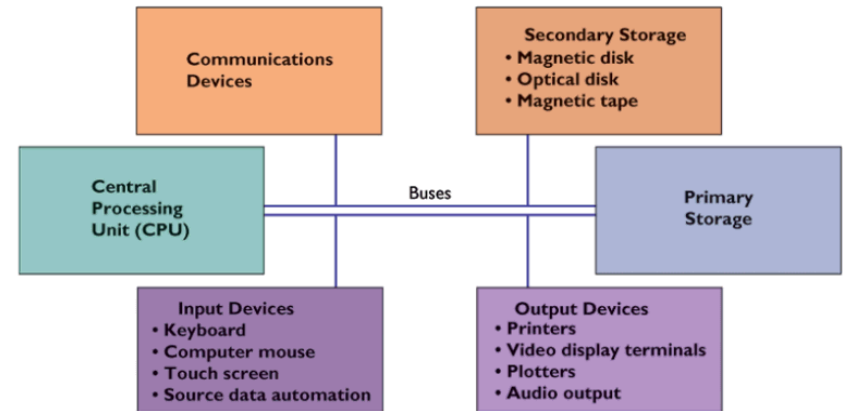 Communications
Devices
Secondary Storage
• Magnetic disk
• Optical disk
• Magnetic tape
Central
Processing
Unit (CPU)
Buses
Primary
Storage
Input Devices
• Keyboard
• Computer mouse
• Touch screen
• Source data automation
Output Devices
• Printers
• Video display terminals
• Plotters
• Audio output